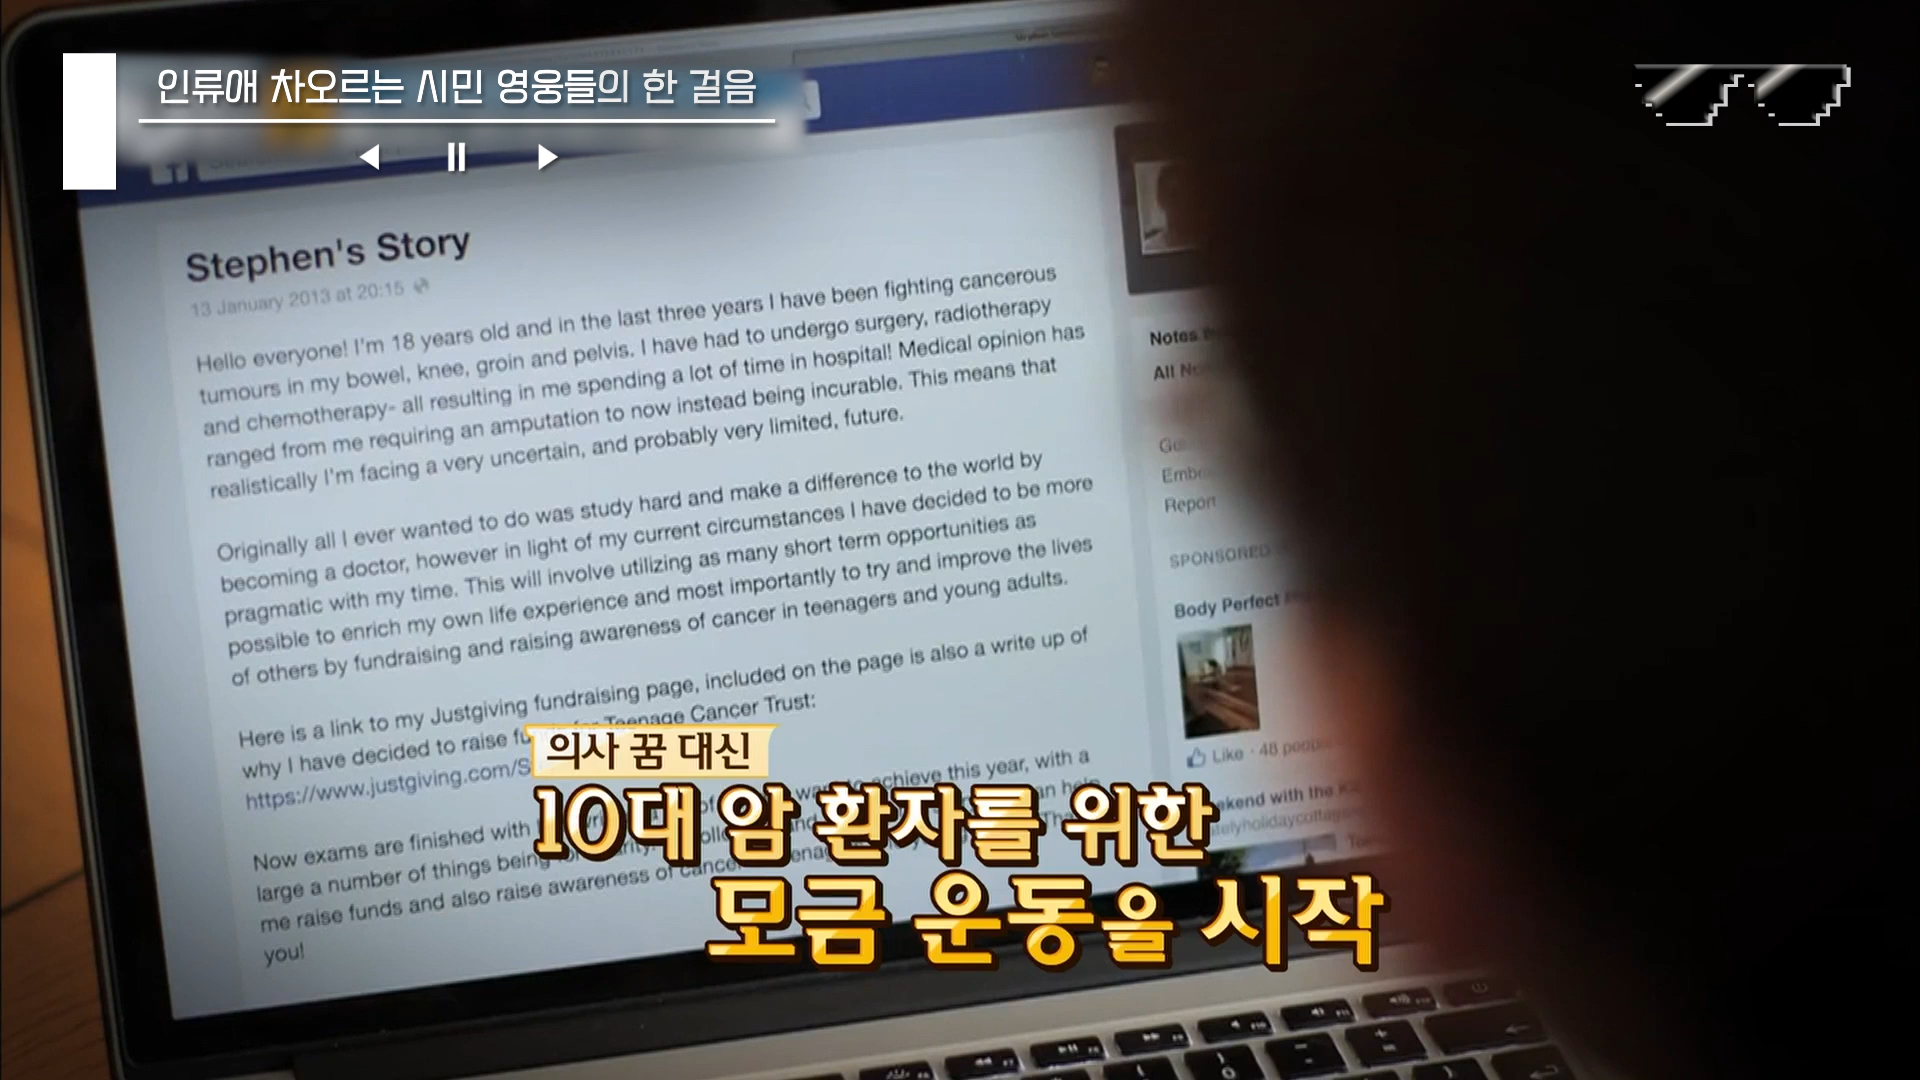 인류애 차오르는 시민 영웅들의 한 걸음
Stephen's Story
13 January 2013 at 20:15
Hello everyone! I'm 18 years old and in the last three years I have been fighting cancerous
tumours in my bowel, knee, groin and pelvis. I have had to undergo surgery, radiotherapy
and chemotherapy- all resulting in me spending a lot of time in hospital! Medical opinion has
ranged from me requiring an amputation to now instead being incurable. This means that
realistically I'm facing a very uncertain, and probably very limited, future.
Originally all I ever wanted to do was study hard and make a difference to the world by
becoming a doctor, however in light of my current circumstances I have decided to be more
pragmatic with my time. This will involve utilizing as many short term opportunities as
possible to enrich my own life experience and most importantly to try and improve the lives
of others by fundraising and raising awareness of cancer in teenagers and young adults.
Here is a link to my Justgiving fundraising page, included on the page is also a write up of
why I have decided to raise for Teenage Cancer Trust:
https://www.justgiving.com/S
Now exams are finished with of achieve this year, with a
large a number of things being
me raise funds and also raise awareness of
you!
Notes
All
Report
SPONSORED
Body Perfect
Like · 48
with the
의사 꿈 대신
10대 암 환자를 위한
모금 운동을 시작